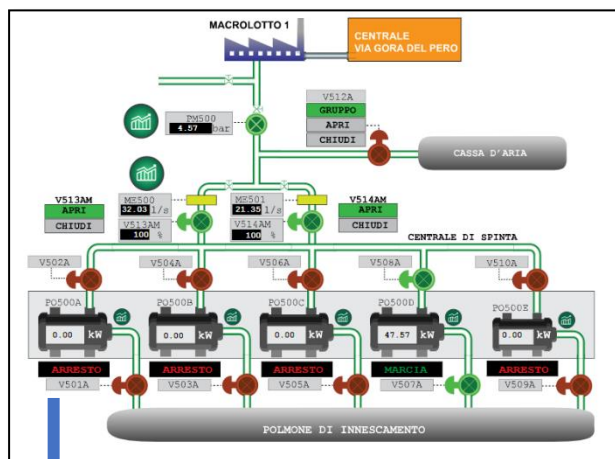 MACROLOTTO 1
CENTRALE
VIA GORA DEL PERO
V512A
GRUPPO
APRI
CHIUDI
PM500
4.57 bar
CASSA D'ARIA
V513AM
APRI
CHIUDI
ME500
32.03 l/s
V513AM
100 %
ME501
21.35 l/s
V514AM
100 %
V514AM
APRI
CHIUDI
CENTRALE DI SPINTA
V502A
V504A
V506A
V508A
V510A
PO500A
PO500B
PO500C
PO500D
PO500E
0.00 kW
0.00 kW
0.00 kW
47.57 kW
0.00 kW
ARRESTO
ARRESTO
ARRESTO
MARCIA
ARRESTO
V501A
V503A
V505A
V507A
V509A
POLMONE DI INNESCAMENTO